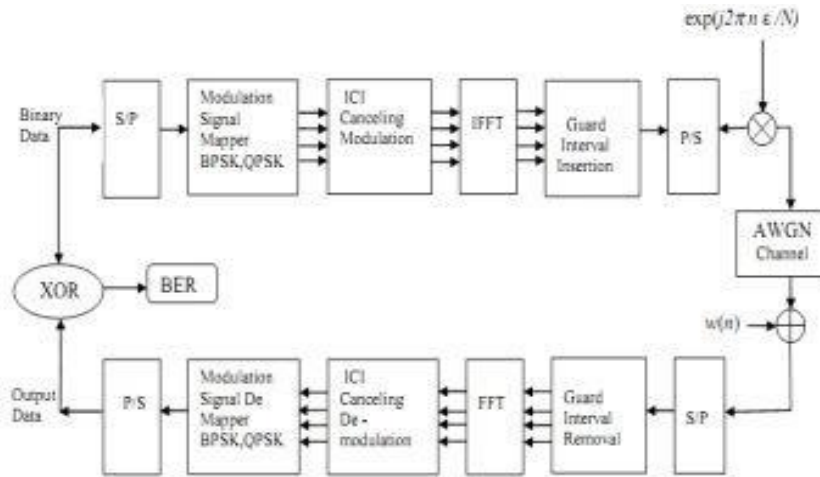 exp(j2π n ε /N)
Binary
Data
S/P
Modulation
Signal
Mapper
BPSK,QPSK
ICI
Canceling
Modulation
IFFT
Guard
Interval
Insertion
P/S
AWGN
Channel
XOR
BER
w(n)
Output
Data
P/S
Modulation
Signal De
Mapper
BPSK,QPSK
ICI
Canceling
De -
modulation
FFT
Guard
Interval
Removal
S/P